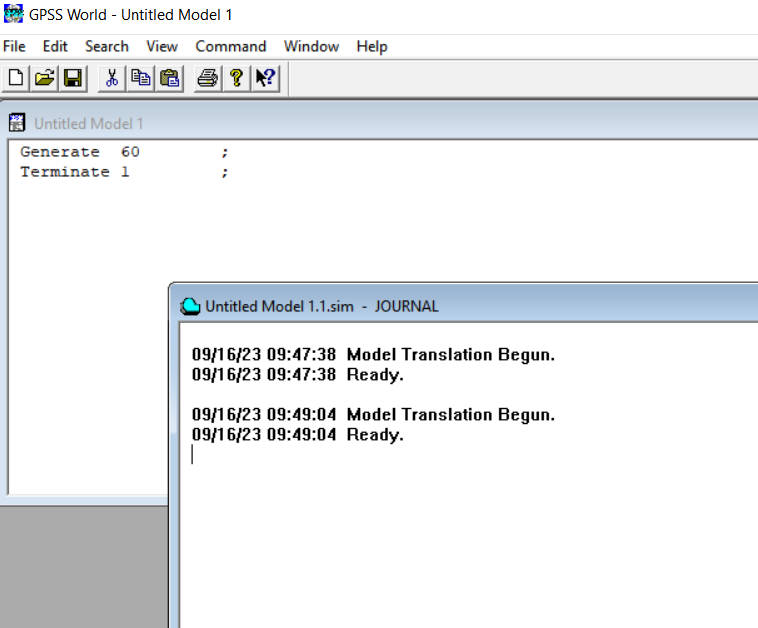 GPSS World - Untitled Model 1
File Edit Search View Command Window Help
Untitled Model 1
Generate 60 ;
Terminate 1 ;
Untitled Model 1.1.sim - JOURNAL
09/16/23 09:47:38 Model Translation Begun.
09/16/23 09:47:38 Ready.
09/16/23 09:49:04 Model Translation Begun.
09/16/23 09:49:04 Ready.